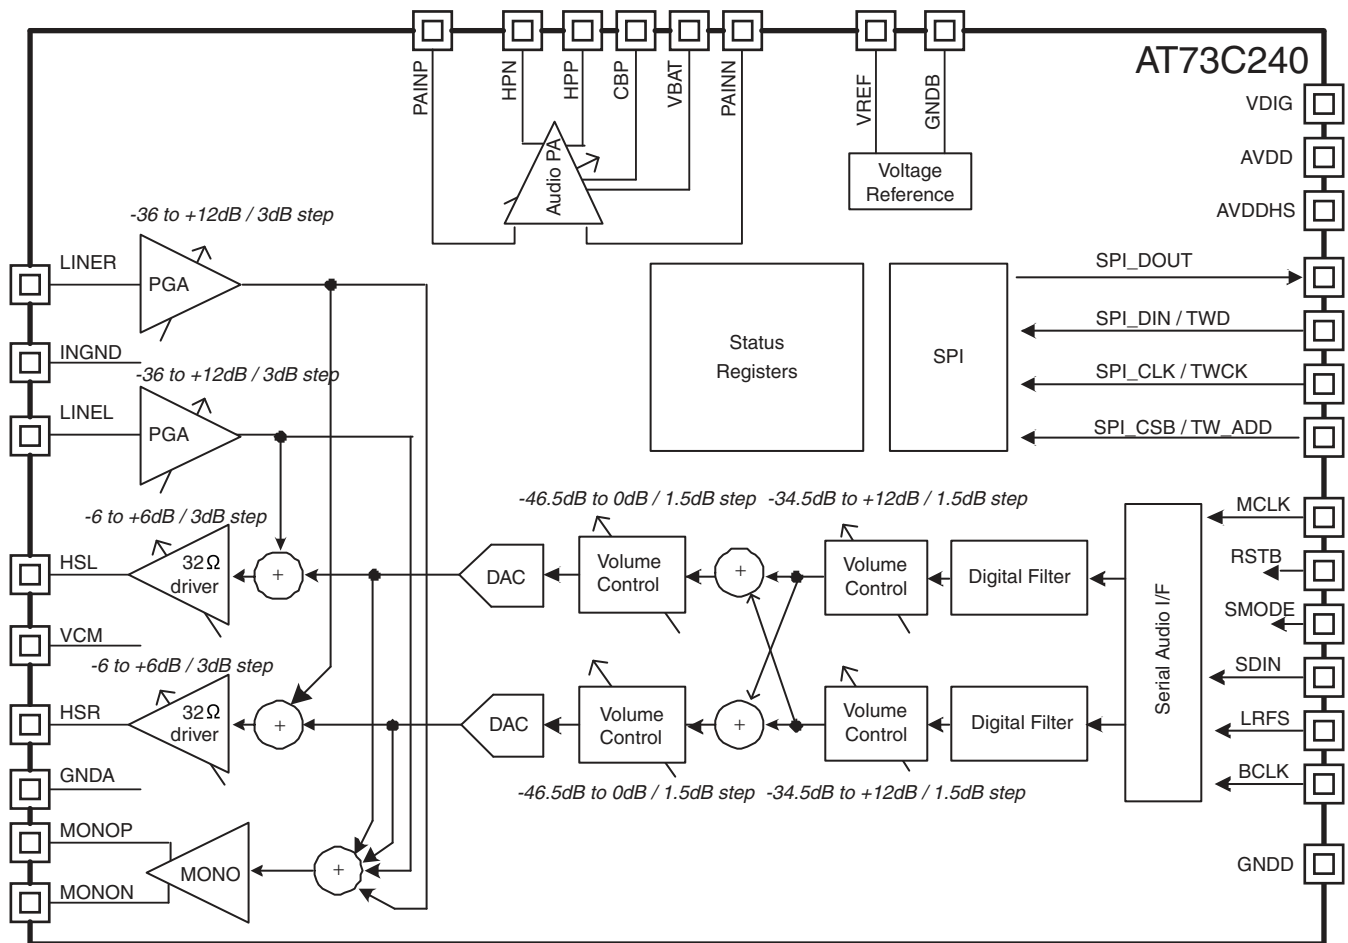 PAINP
HPN
HPP
CBP
VBAT
PAINN
VREF
GNDB
AT73C240
VDIG
AVDD
AVDDHS
Audio PA
Voltage
Reference
-36 to +12dB / 3dB step
LINER
PGA
INGND
-36 to +12dB / 3dB step
LINEL
PGA
Status
Registers
SPI
SPI_DOUT
SPI_DIN / TWD
SPI_CLK / TWCK
SPI_CSB / TW_ADD
-6 to +6dB / 3dB step
-46.5dB to 0dB / 1.5dB step
-34.5dB to +12dB / 1.5dB step
HSL
32Ω
driver
+
DAC
Volume
Control
+
Volume
Control
Digital Filter
Serial Audio I/F
MCLK
RSTB
SMODE
SDIN
LRFS
BCLK
GNDD
VCM
-6 to +6dB / 3dB step
HSR
32Ω
driver
+
DAC
Volume
Control
+
Volume
Control
Digital Filter
-46.5dB to 0dB / 1.5dB step
-34.5dB to +12dB / 1.5dB step
GNDA
MONOP
MONO
+
MONON